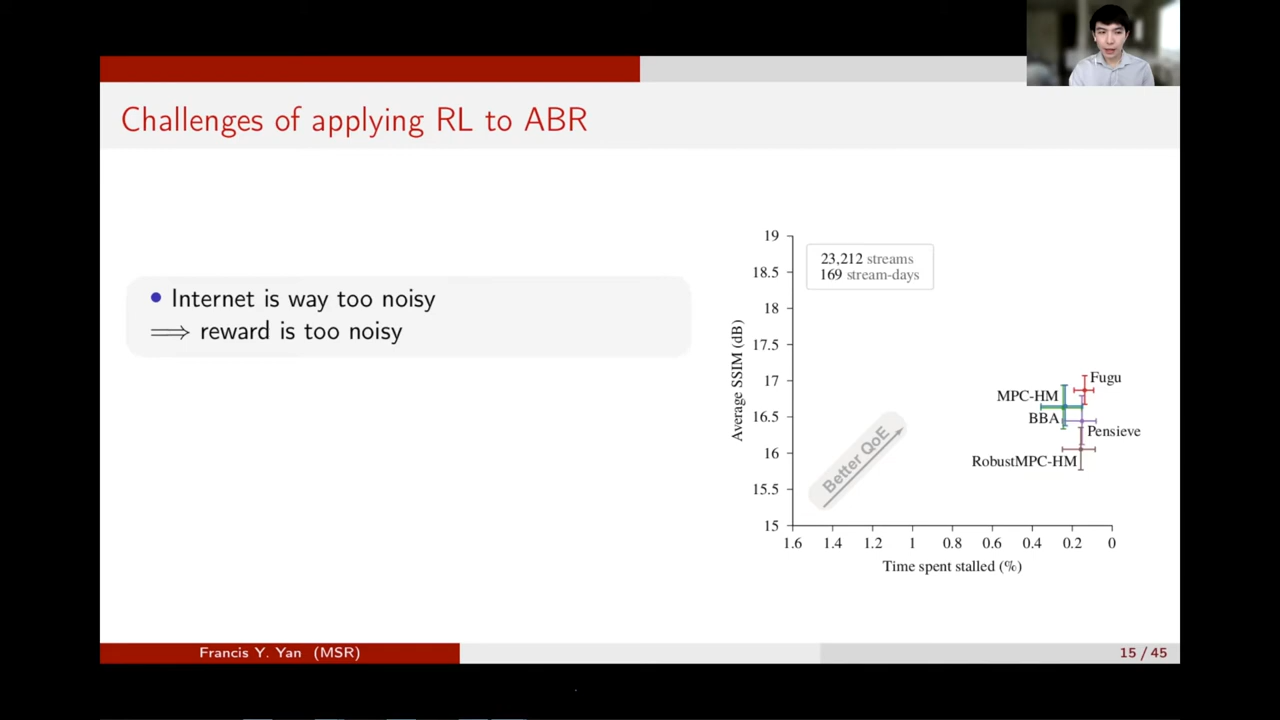 Challenges of applying RL to ABR
• Internet is way too noisy
⟹ reward is too noisy
19
18.5
18
17.5
17
16.5
16
15.5
15
Average SSIM (dB)
23,212 streams
169 stream-days
Fugu
MPC-HM
BBA
Pensieve
RobustMPC-HM
Better QoE
1.6 1.4 1.2 1 0.8 0.6 0.4 0.2 0
Time spent stalled (%)
Francis Y. Yan (MSR)
15 / 45